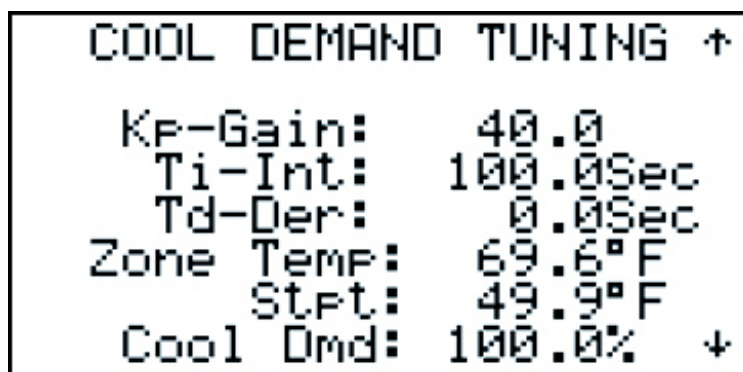 COOL DEMAND TUNING ↑
Kp-Gain: 40.0
Ti-Int: 100.0Sec
Td-Der: 0.0Sec
Zone Temp: 69.6°F
Stpt: 49.9°F
Cool Dmd: 100.0% ↓